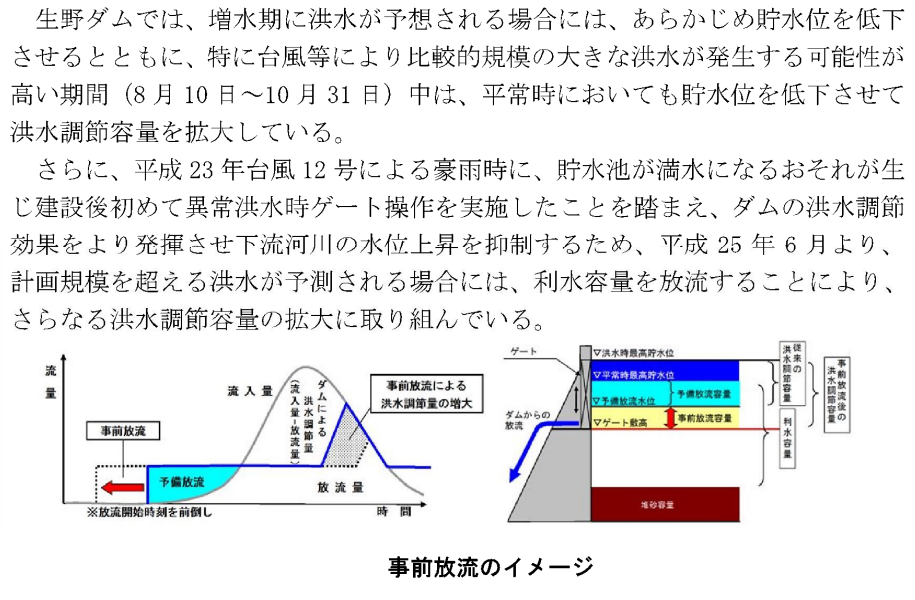 生野ダムでは、増水期に洪水が予想される場合には、あらかじめ貯水位を低下
させるとともに、特に台風等により比較的規模の大きな洪水が発生する可能性が
高い期間（8 月 10 日～10 月 31 日）中は、平常時においても貯水位を低下させて
洪水調節容量を拡大している。
さらに、平成 23 年台風 12 号による豪雨時に、貯水池が満水になるおそれが生
じ建設後初めて異常洪水時ゲート操作を実施したことを踏まえ、ダムの洪水調節
効果をより発揮させ下流河川の水位上昇を抑制するため、平成 25 年 6 月より、
計画規模を超える洪水が予測される場合には、利水容量を放流することにより、
さらなる洪水調節容量の拡大に取り組んでいる。
流量
流入量
ダムによる
洪水調節量
（流入量-放流量）
事前放流による
洪水調節量の増大
事前放流
予備放流
放流量
※放流開始時刻を前倒し
時間
ゲート
▽洪水時最高貯水位
▽平常時最高貯水位
予備放流容量
▽予備放流水位
事前放流容量
▽ゲート敷高
ダムからの
放流
堆砂容量
従来の
洪水調節容量
事前放流後の
洪水調節容量
利水容量
事前放流のイメージ